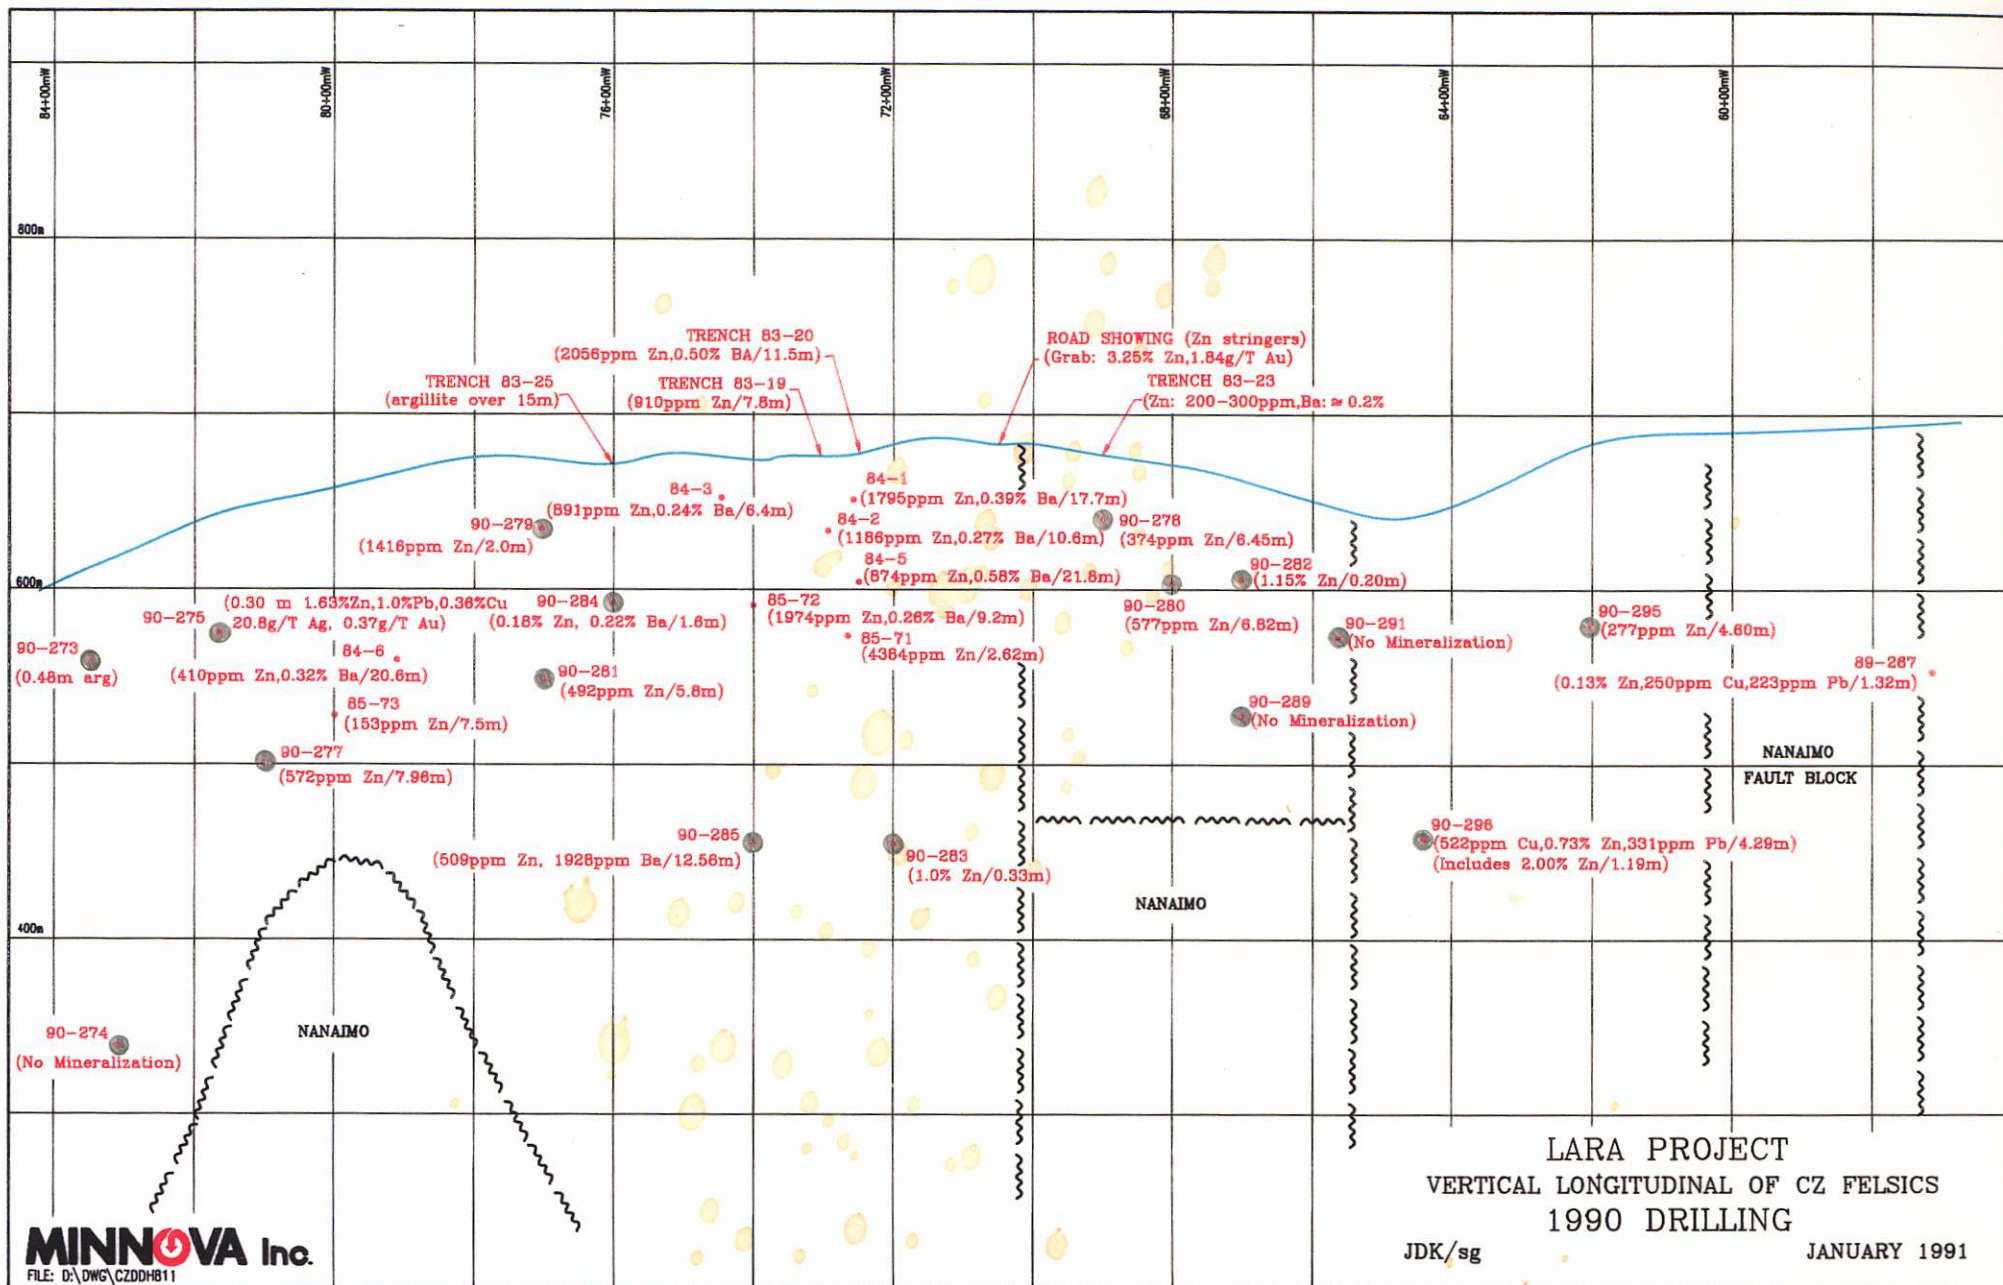 84+00mW
80+00mW
76+00mW
72+00mW
68+00mW
64+00mW
60+00mW
800m
TRENCH 83-20
(2056ppm Zn,0.50% BA/11.5m)
ROAD SHOWING (Zn stringers)
(Grab: 3.25% Zn,1.84g/T Au)
TRENCH 83-25
(argillite over 15m)
TRENCH 83-19
(910ppm Zn/7.8m)
TRENCH 83-23
(Zn: 200-300ppm,Ba: ≈ 0.2%
84-3
(891ppm Zn,0.24% Ba/6.4m)
84-1
(1795ppm Zn,0.39% Ba/17.7m)
90-279
(1416ppm Zn/2.0m)
84-2
(1186ppm Zn,0.27% Ba/10.6m)
90-278
(374ppm Zn/6.45m)
84-5
(874ppm Zn,0.58% Ba/21.8m)
90-282
(1.15% Zn/0.20m)
600m
90-275
(0.30 m 1.63%Zn,1.0%Pb,0.36%Cu
20.8g/T Ag, 0.37g/T Au)
90-284
(0.18% Zn, 0.22% Ba/1.6m)
85-72
(1974ppm Zn,0.26% Ba/9.2m)
90-280
(577ppm Zn/6.82m)
90-291
(No Mineralization)
90-295
(277ppm Zn/4.60m)
90-273
(0.48m arg)
84-6
(410ppm Zn,0.32% Ba/20.6m)
85-71
(4384ppm Zn/2.62m)
90-281
(492ppm Zn/5.8m)
89-267
(0.13% Zn,250ppm Cu,223ppm Pb/1.32m)
85-73
(153ppm Zn/7.5m)
90-289
(No Mineralization)
90-277
(572ppm Zn/7.96m)
NANAIMO
FAULT BLOCK
90-285
(509ppm Zn, 1928ppm Ba/12.56m)
90-283
(1.0% Zn/0.33m)
90-296
(522ppm Cu,0.73% Zn,331ppm Pb/4.29m)
(Includes 2.00% Zn/1.19m)
NANAIMO
400m
90-274
(No Mineralization)
NANAIMO
LARA PROJECT
VERTICAL LONGITUDINAL OF CZ FELSICS
1990 DRILLING
JDK/sg
JANUARY 1991
MINNOVA Inc.
FILE: D:\DWG\CZDDH811